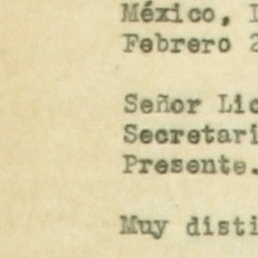 México,
Febrero 2
Señor Lic
Secretari
Presente.
Muy disti